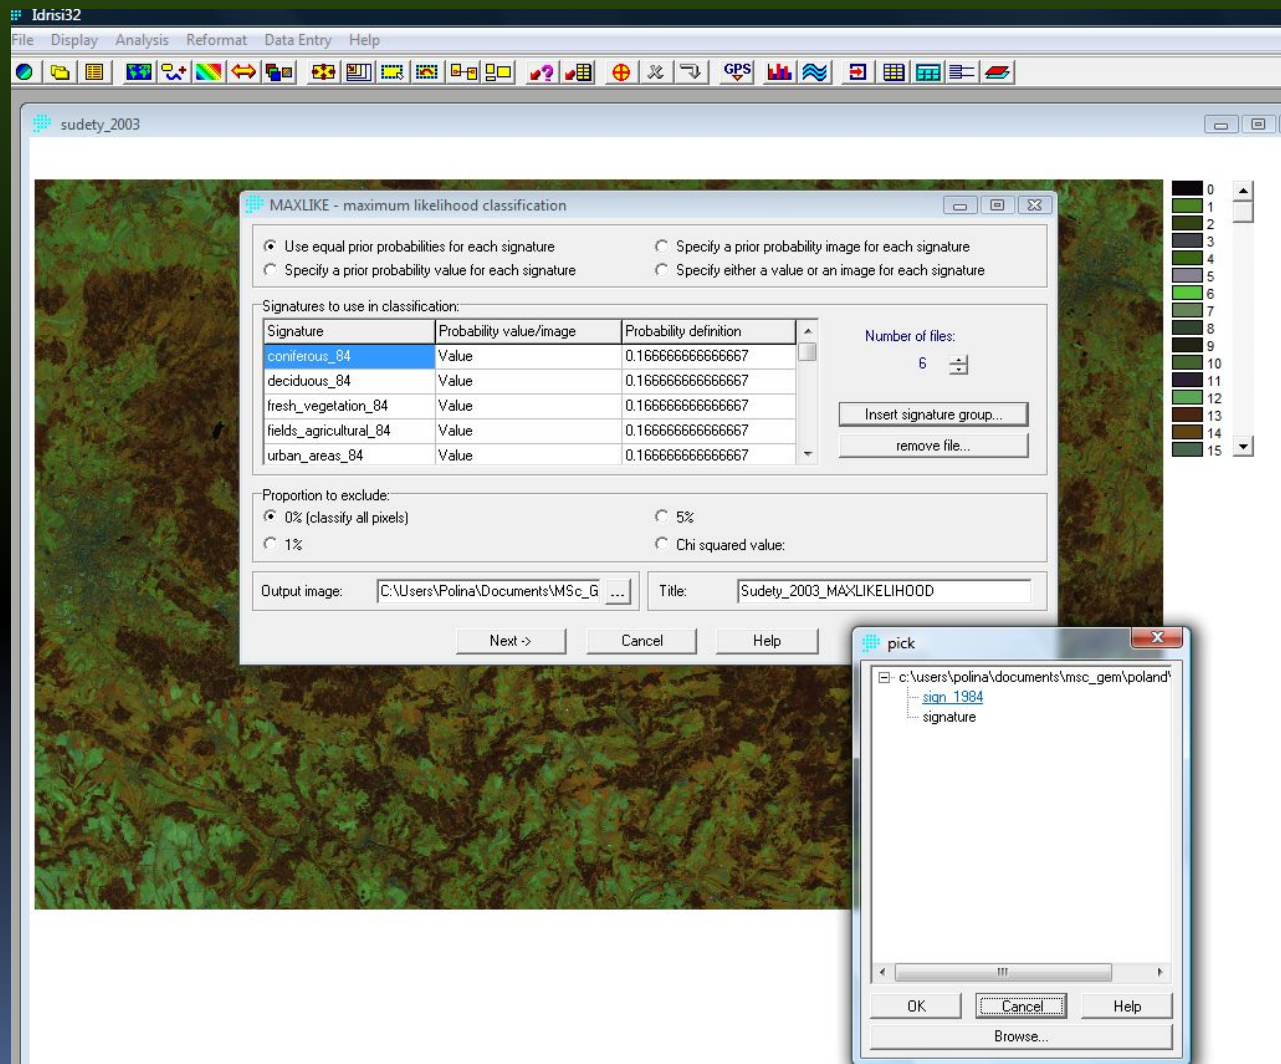 Idrisi32
File Display Analysis Reformat Data Entry Help
GPS
sudety_2003
MAXLIKE - maximum likelihood classification
Use equal prior probabilities for each signature
Specify a prior probability image for each signature
Specify a prior probability value for each signature
Specify either a value or an image for each signature
Signatures to use in classification:
Signature Probability value/image Probability definition
coniferous_84 Value 0.166666666666667
deciduous_84 Value 0.166666666666667
fresh_vegetation_84 Value 0.166666666666667
fields_agricultural_84 Value 0.166666666666667
urban_areas_84 Value 0.166666666666667
Number of files:
6
Insert signature group...
remove file...
Proportion to exclude:
0% (classify all pixels)
5%
1%
Chi squared value:
Output image: C:\Users\Polina\Documents\MSc_G ...
Title: Sudety_2003_MAXLIKELIHOOD
Next -> Cancel Help
0
1
2
3
4
5
6
7
8
9
10
11
12
13
14
15
pick
c:\users\polina\documents\msc_gem\poland\
sign_1984
signature
OK Cancel Help
Browse...